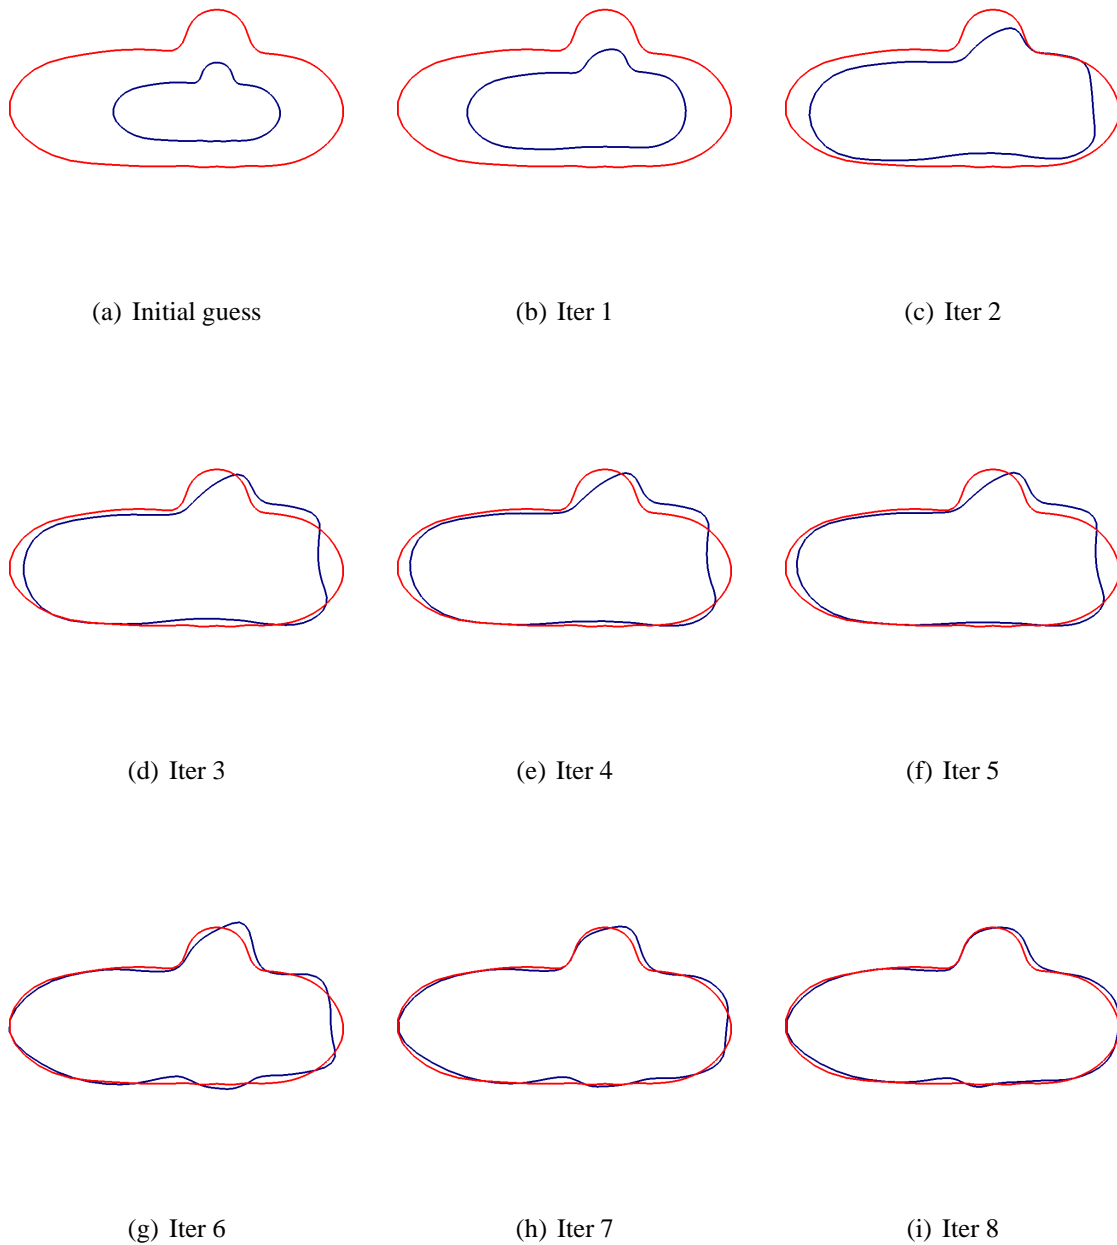 (a) Initial guess
(b) Iter 1
(c) Iter 2
(d) Iter 3
(e) Iter 4
(f) Iter 5
(g) Iter 6
(h) Iter 7
(i) Iter 8